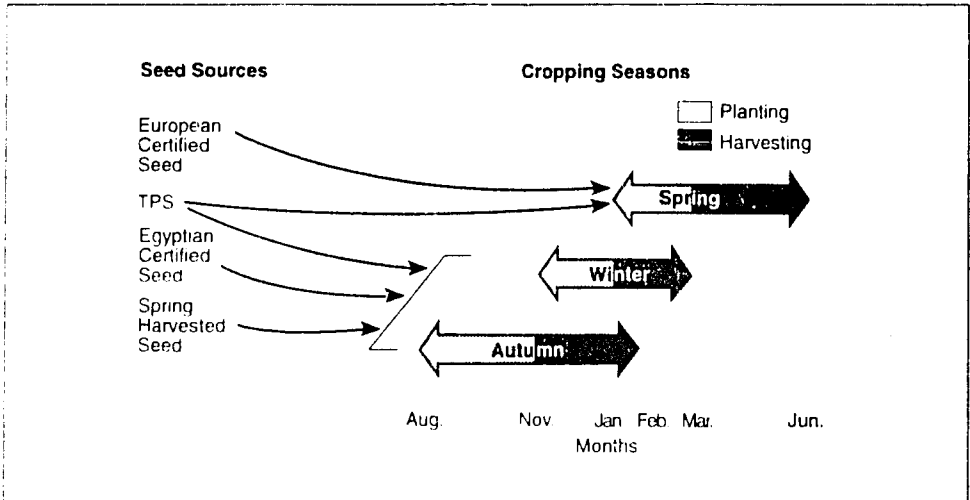 Seed Sources
Cropping Seasons
Planting
Harvesting
European
Certified
Seed
TPS
Egyptian
Certified
Seed
Spring
Harvested
Seed
Spring
Winter
Autumn
Aug. Nov. Jan Feb. Mar. Jun.
Months